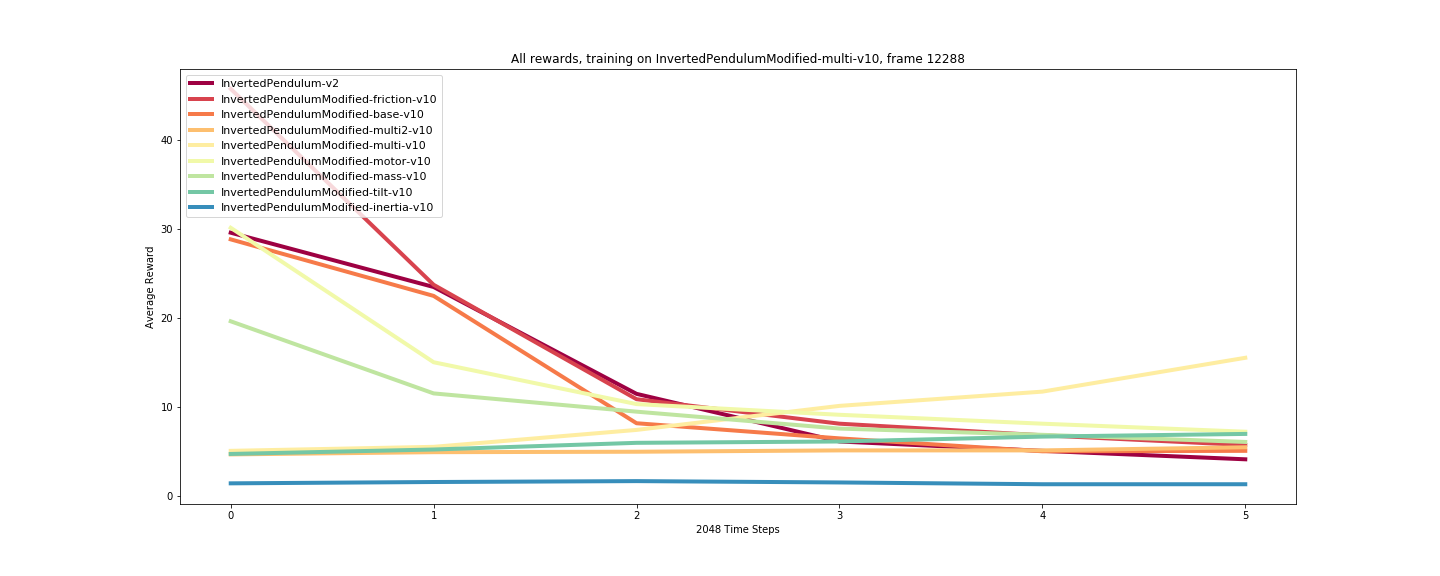 All rewards, training on InvertedPendulumModified-multi-v10, frame 12288
InvertedPendulum-v2
InvertedPendulumModified-friction-v10
InvertedPendulumModified-base-v10
InvertedPendulumModified-multi2-v10
InvertedPendulumModified-multi-v10
InvertedPendulumModified-motor-v10
InvertedPendulumModified-mass-v10
InvertedPendulumModified-tilt-v10
InvertedPendulumModified-inertia-v10
Average Reward
40
30
20
10
0
0 1 2 3 4 5
2048 Time Steps